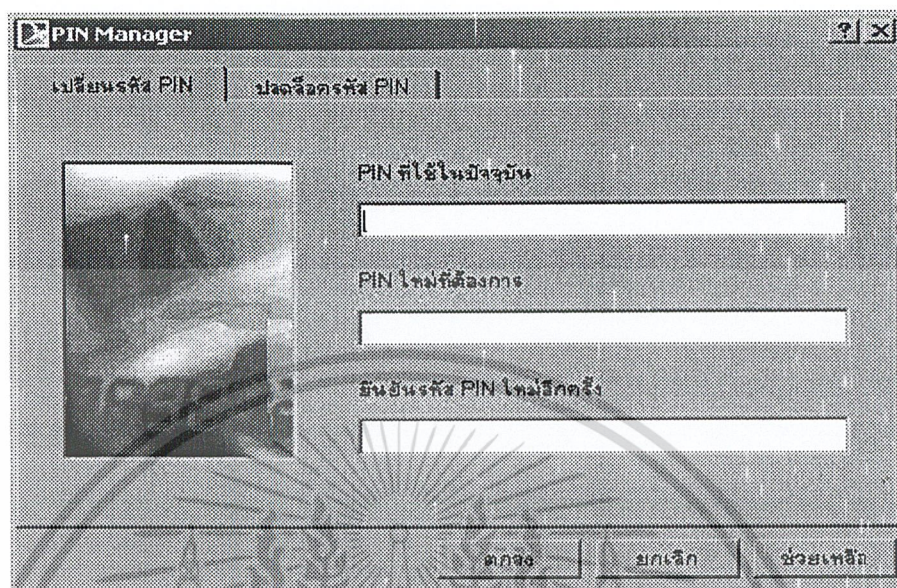 PIN Manager
เปลี่ยนรหัส PIN
ปลดล็อครหัส PIN
PIN ที่ใช้ในปัจจุบัน
PIN ใหม่ที่ต้องการ
ยืนยันรหัส PIN ใหม่อีกครั้ง
ตกลง ยกเลิก ช่วยเหลือ